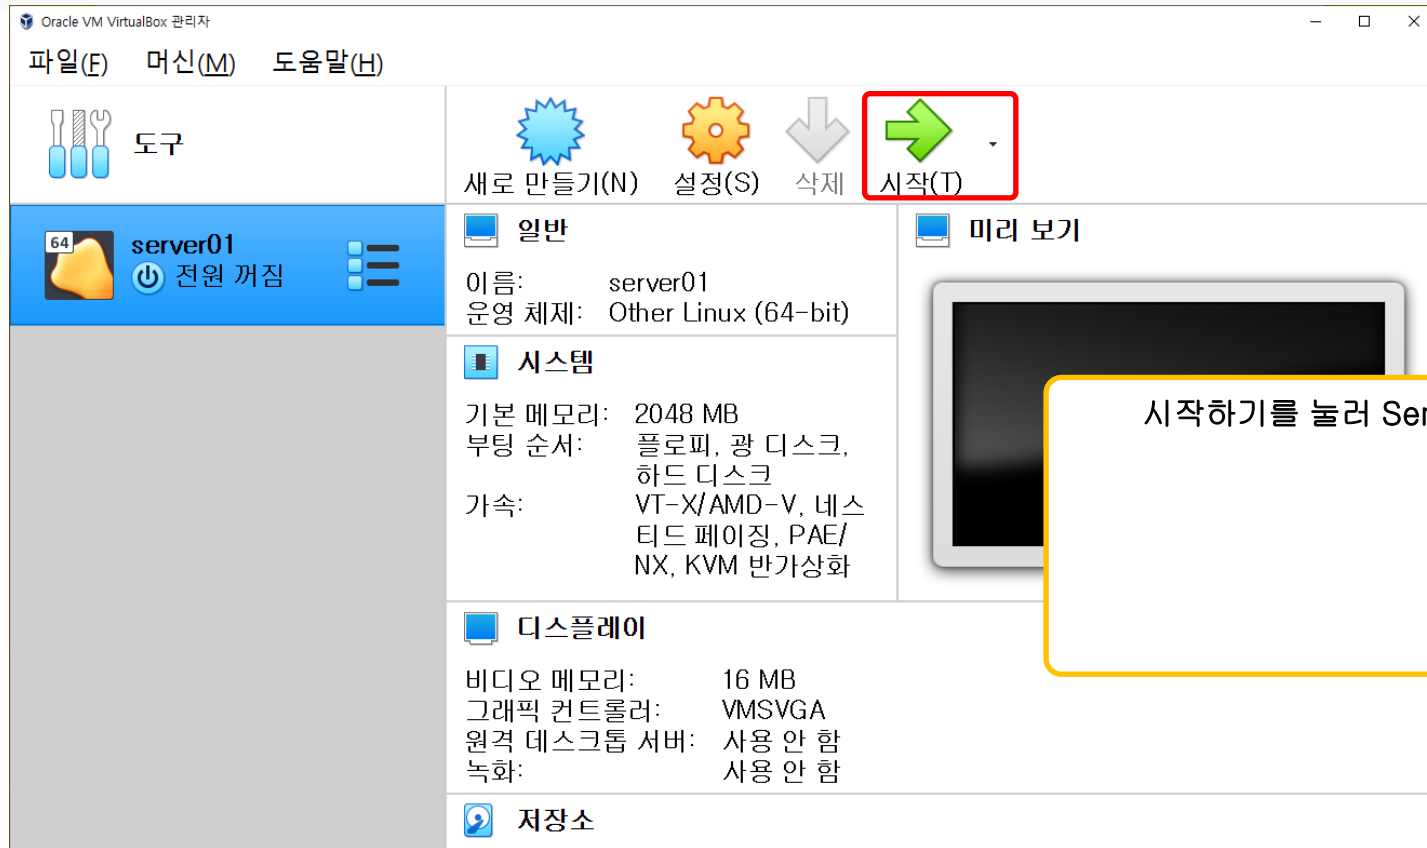 Oracle VM VirtualBox 관리자
파일(F) 머신(M) 도움말(H)
도구
새로 만들기(N) 설정(S) 삭제 시작(T)
64
server01
전원 꺼짐
일반
이름: server01
운영 체제: Other Linux (64-bit)
미리 보기
시스템
기본 메모리: 2048 MB
부팅 순서: 플로피, 광 디스크,
하드 디스크
가속: VT-X/AMD-V, 네스
티드 페이징, PAE/
NX, KVM 반가상화
시작하기를 눌러 Ser
디스플레이
비디오 메모리: 16 MB
그래픽 컨트롤러: VMSVGA
원격 데스크톱 서버: 사용 안 함
녹화: 사용 안 함
저장소